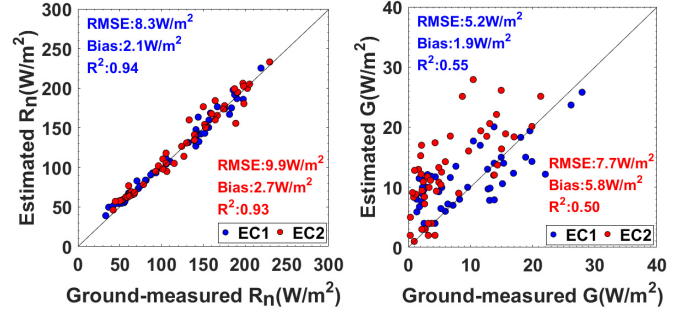 RMSE:8.3W/m²
Bias:2.1W/m²
R²:0.94
RMSE:9.9W/m²
Bias:2.7W/m²
R²:0.93
EC1 EC2
300
250
200
150
100
50
0
0 50 100 150 200 250 300
Estimated Rn(W/m²)
Ground-measured Rn(W/m²)
RMSE:5.2W/m²
Bias:1.9W/m²
R²:0.55
RMSE:7.7W/m²
Bias:5.8W/m²
R²:0.50
EC1 EC2
40
30
20
10
0
0 10 20 30 40
Estimated G(W/m²)
Ground-measured G(W/m²)